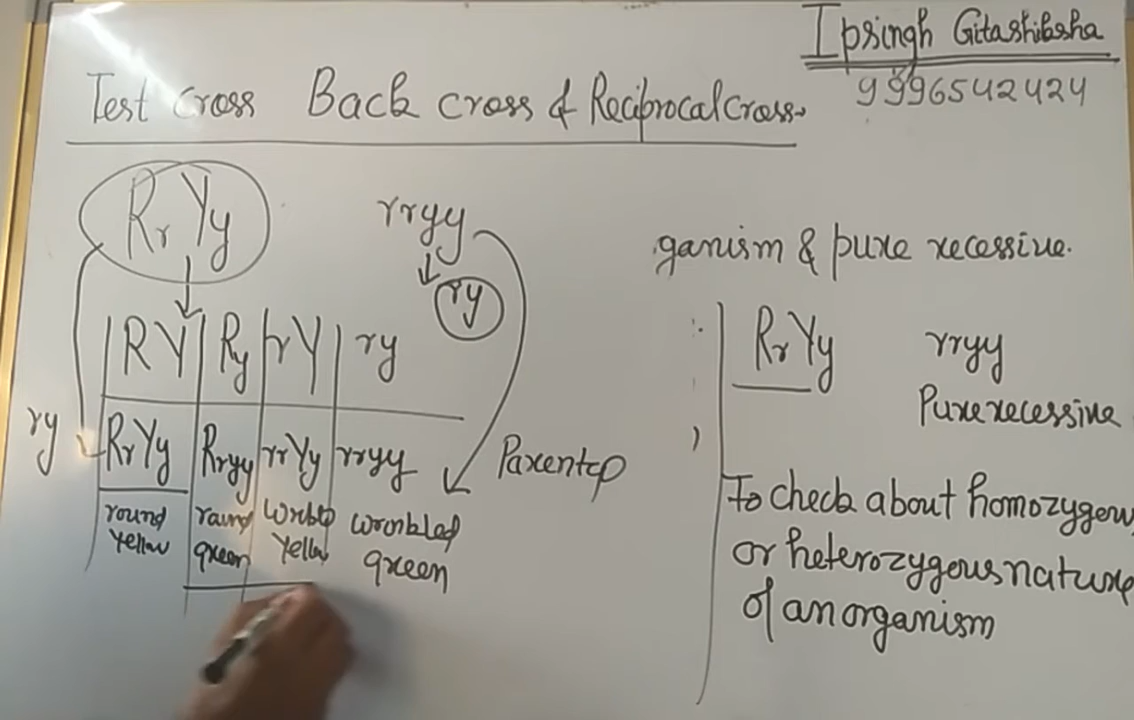 Ipsingh Gitashiksha
9996542424
Test Cross Back Cross & Reciprocal Cross
RrYy rryy
ry
RY Ry rY ry
ry RrYy Rryy rrYy rryy Parental
round yellow
round green
yellow
wrinkled green
ganism & pure recessive.
RrYy rryy
Pure recessive
To check about homozygous
or heterozygous nature
of an organism